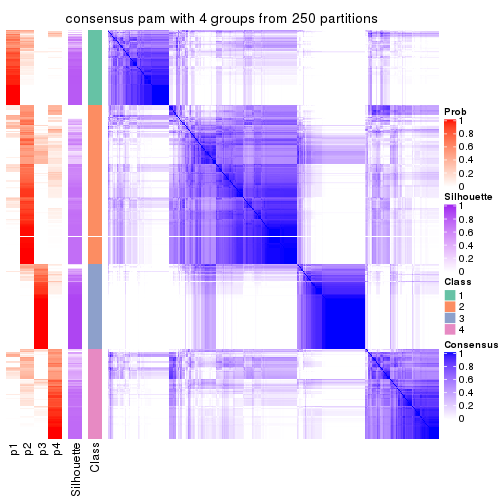 consensus pam with 4 groups from 250 partitions
Prob
1
0.8
0.6
0.4
0.2
0
Silhouette
1
0.8
0.6
0.4
0.2
0
Class
1
2
3
4
Consensus
1
0.8
0.6
0.4
0.2
0
p1
p2
p3
p4
Silhouette
Class